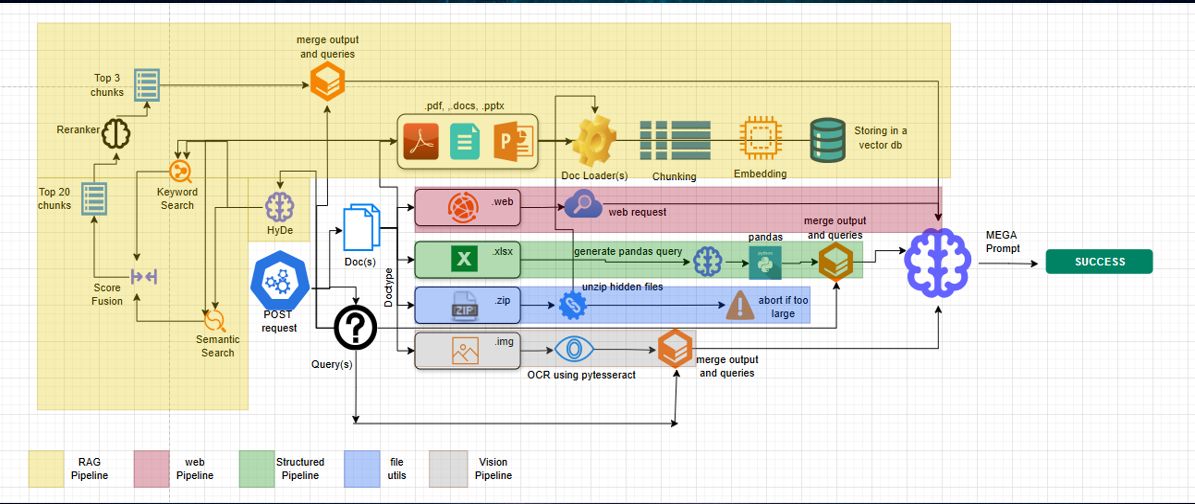 merge output
and queries
Top 3
chunks
.pdf, ,.docs, .pptx
Reranker
Storing in a
vector db
Doc Loader(s)
Chunking
Embedding
Top 20
chunks
Keyword
Search
.web
web request
HyDe
merge output
and queries
MEGA
Prompt
Doc(s)
.xlsx
generate pandas query
pandas
python
SUCCESS
Doctype
Score
Fusion
POST
request
.zip
ZIP
unzip hidden files
abort if too
large
Semantic
Search
?
Query(s)
.img
OCR using pytesseract
merge output
and queries
RAG
Pipeline
web
Pipeline
Structured
Pipeline
file
utils
Vision
Pipeline